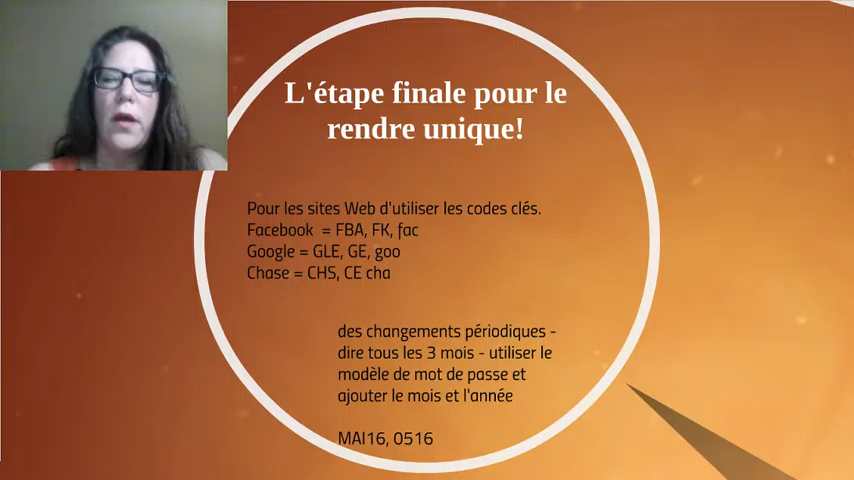 L'étape finale pour le
rendre unique!
Pour les sites Web d'utiliser les codes clés.
Facebook = FBA, FK, fac
Google = GLE, GE, goo
Chase = CHS, CE cha
des changements périodiques -
dire tous les 3 mois - utiliser le
modèle de mot de passe et
ajouter le mois et l'année
MAI16, 0516